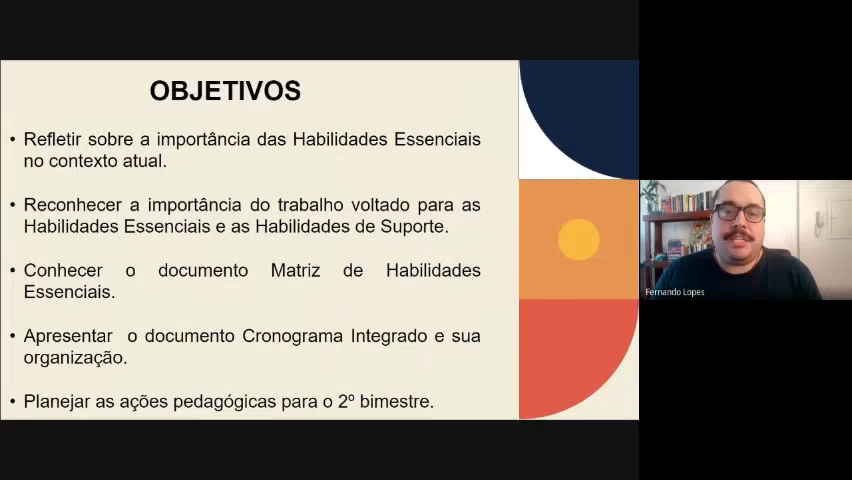 OBJETIVOS
• Refletir sobre a importância das Habilidades Essenciais
no contexto atual.
• Reconhecer a importância do trabalho voltado para as
Habilidades Essenciais e as Habilidades de Suporte.
• Conhecer o documento Matriz de Habilidades
Essenciais.
• Apresentar o documento Cronograma Integrado e sua
organização.
• Planejar as ações pedagógicas para o 2º bimestre.
Fernando Lopes